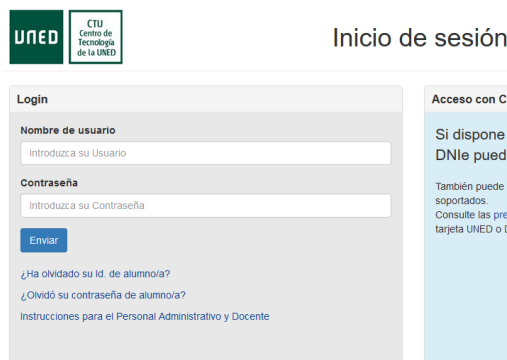 UNED
CTU
Centro de
Tecnología
de la UNED
Inicio de sesión
Login
Nombre de usuario
Introduzca su Usuario
Contraseña
Introduzca su Contraseña
Enviar
¿Ha olvidado su Id. de alumno/a?
¿Olvidó su contraseña de alumno/a?
Instrucciones para el Personal Administrativo y Docente
Acceso con C
Si dispone
DNIe pued
También puede
soportados.
Consulte las pre
tarjeta UNED o D